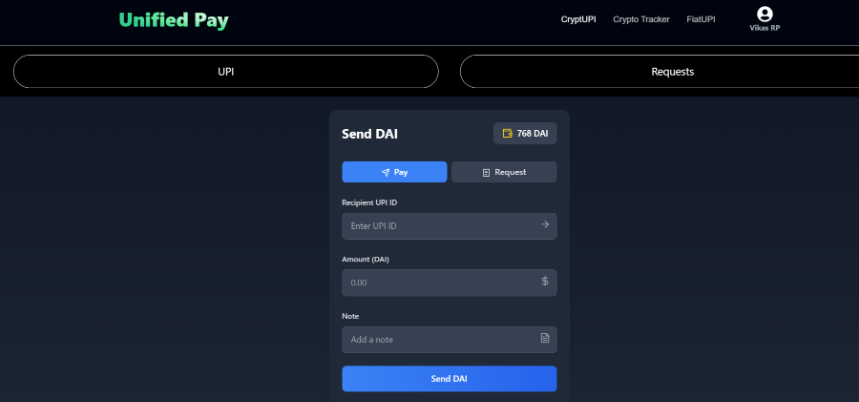 Unified Pay
CryptUPI Crypto Tracker FiatUPI
Vikas RP
UPI Requests
Send DAI 768 DAI
Pay Request
Recipient UPI ID
Enter UPI ID
Amount (DAI)
0.00
Note
Add a note
Send DAI